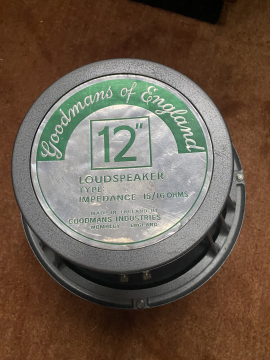 Goodmans of England
12"
LOUDSPEAKER
TYPE
IMPEDANCE 15/16 OHMS
MADE IN ENGLAND BY
GOODMANS INDUSTRIES
WEMBLEY ENGLAND